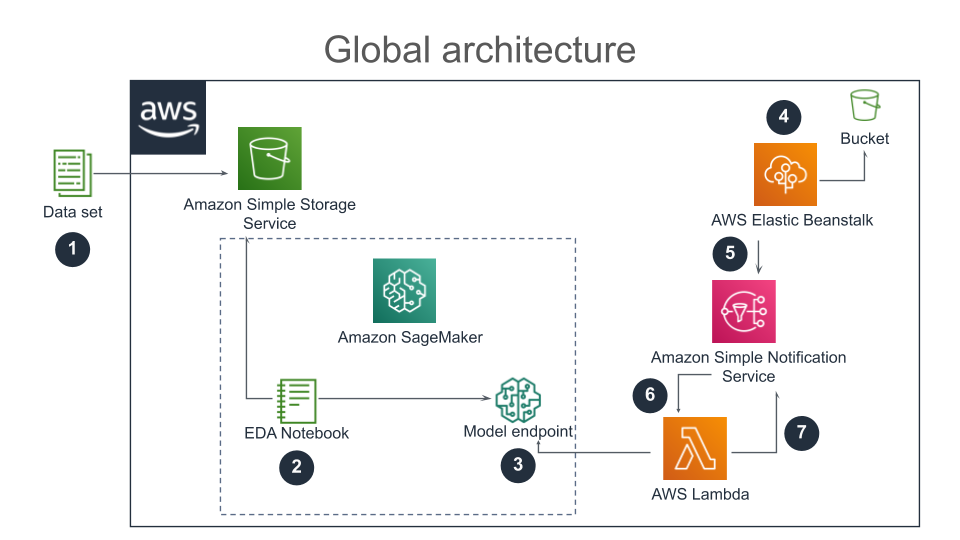 Global architecture
aws
4
Bucket
Data set
1
Amazon Simple Storage
Service
AWS Elastic Beanstalk
5
Amazon SageMaker
Amazon Simple Notification
Service
6
EDA Notebook
2
Model endpoint
3
7
AWS Lambda